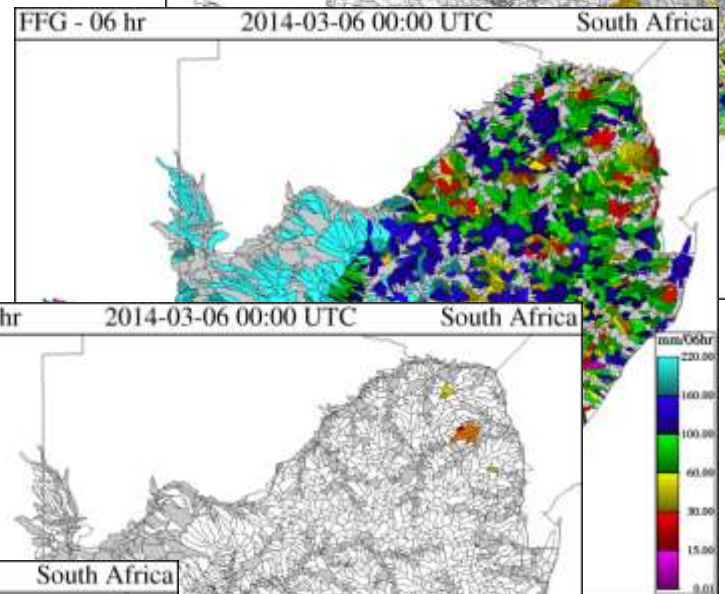 FFG - 06 hr 2014-03-06 00:00 UTC South Africa
hr 2014-03-06 00:00 UTC South Africa
mm/06hr
220.00
160.00
100.00
60.00
30.00
15.00
0.01
South Africa